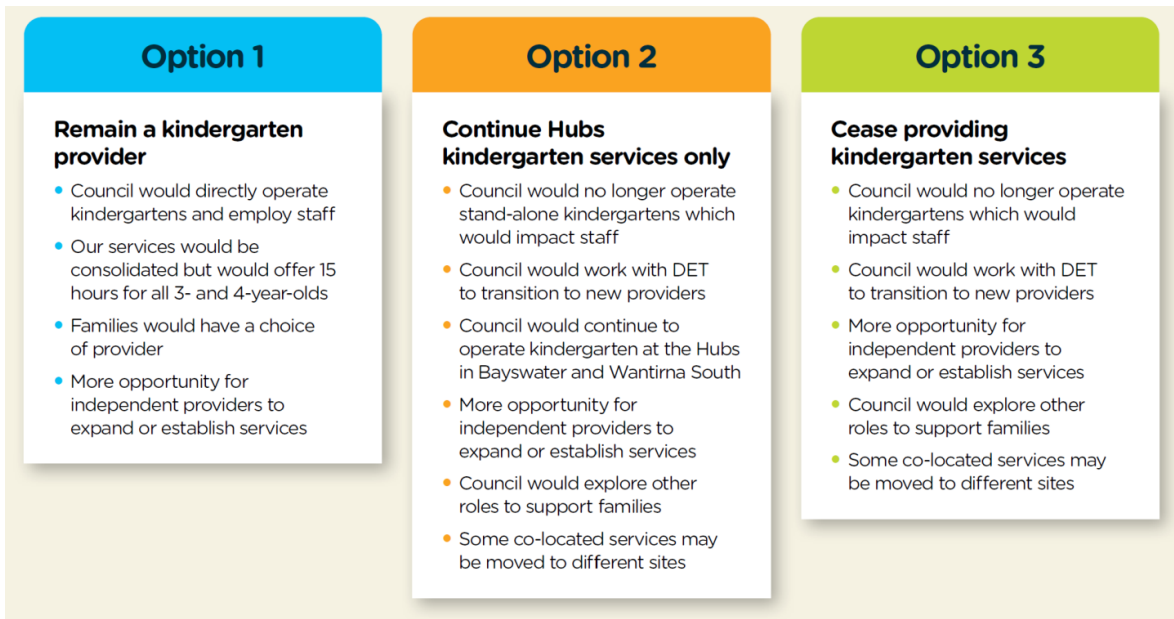 Option 1
Remain a kindergarten
provider
• Council would directly operate
kindergartens and employ staff
• Our services would be
consolidated but would offer 15
hours for all 3- and 4-year-olds
• Families would have a choice
of provider
• More opportunity for
independent providers to
expand or establish services
Option 2
Continue Hubs
kindergarten services only
• Council would no longer operate
stand-alone kindergartens which
would impact staff
• Council would work with DET
to transition to new providers
• Council would continue to
operate kindergarten at the Hubs
in Bayswater and Wantirna South
• More opportunity for
independent providers to
expand or establish services
• Council would explore other
roles to support families
• Some co-located services may
be moved to different sites
Option 3
Cease providing
kindergarten services
• Council would no longer operate
kindergartens which would
impact staff
• Council would work with DET
to transition to new providers
• More opportunity for
independent providers to
expand or establish services
• Council would explore other
roles to support families
• Some co-located services may
be moved to different sites